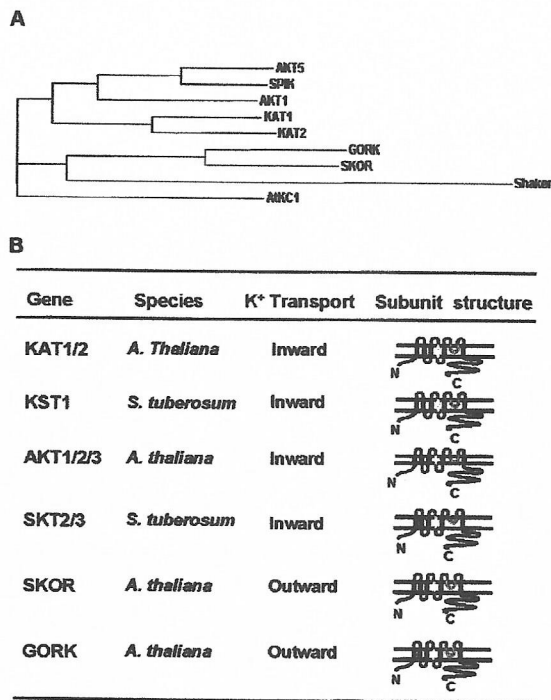 A
AKT5
SPIK
AKT1
KAT1
KAT2
GORK
SKOR
Shaker
AtKC1
B
Gene Species K+ Transport Subunit structure
KAT1/2 A. Thaliana Inward
N C
KST1 S. tuberosum Inward
N C
AKT1/2/3 A. thaliana Inward
N C
SKT2/3 S. tuberosum Inward
N C
SKOR A. thaliana Outward
N C
GORK A. thaliana Outward
N C